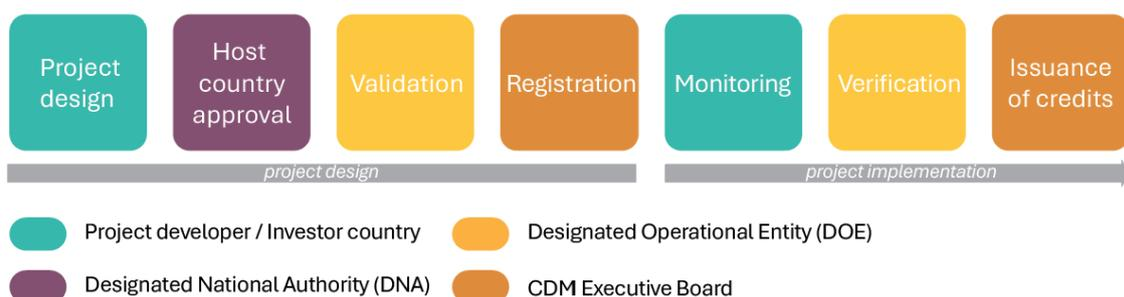 Project
design
Host
country
approval
Validation
Registration
Monitoring
Verification
Issuance
of credits
project design
project implementation
Project developer / Investor country
Designated Operational Entity (DOE)
Designated National Authority (DNA)
CDM Executive Board